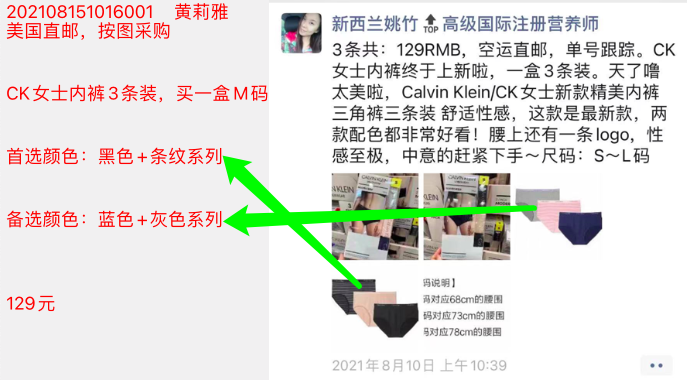 202108151016001 黄莉雅
美国直邮，按图采购
CK女士内裤3条装，买一盒M码
首选颜色：黑色+条纹系列
备选颜色：蓝色+灰色系列
129元
新西兰姚竹 TOP 高级国际注册营养师
3条共：129RMB，空运直邮，单号跟踪。CK
女士内裤终于上新啦，一盒3条装。天了噜
太美啦，Calvin Klein/CK女士新款精美内裤
三角裤三条装 舒适性感，这款是最新款，两
款配色都非常好看！腰上还有一条logo，性
感至极，中意的赶紧下手～尺码：S～L码
码说明】
码对应68cm的腰围
码对应73cm的腰围
码对应78cm的腰围
2021年8月10日 上午10:39